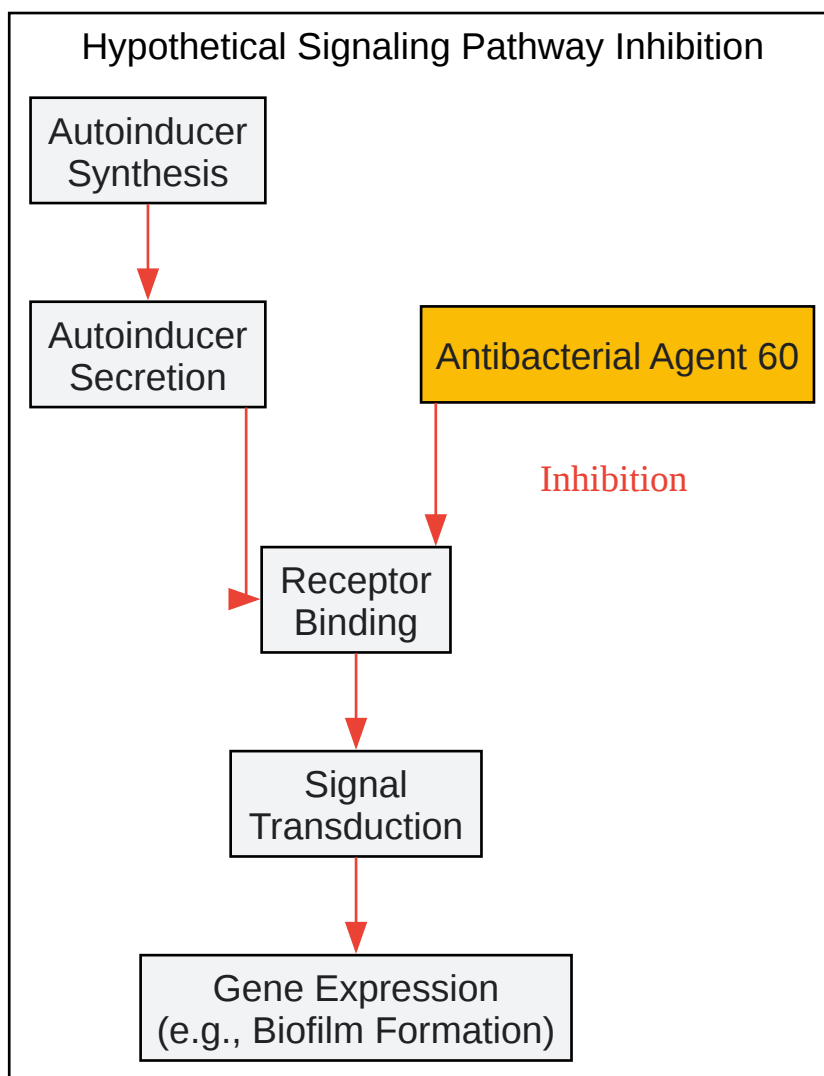 Hypothetical Signaling Pathway Inhibition
Autoinducer
Synthesis
Autoinducer
Secretion
Antibacterial Agent 60
Inhibition
Receptor
Binding
Signal
Transduction
Gene Expression
(e.g., Biofilm Formation)